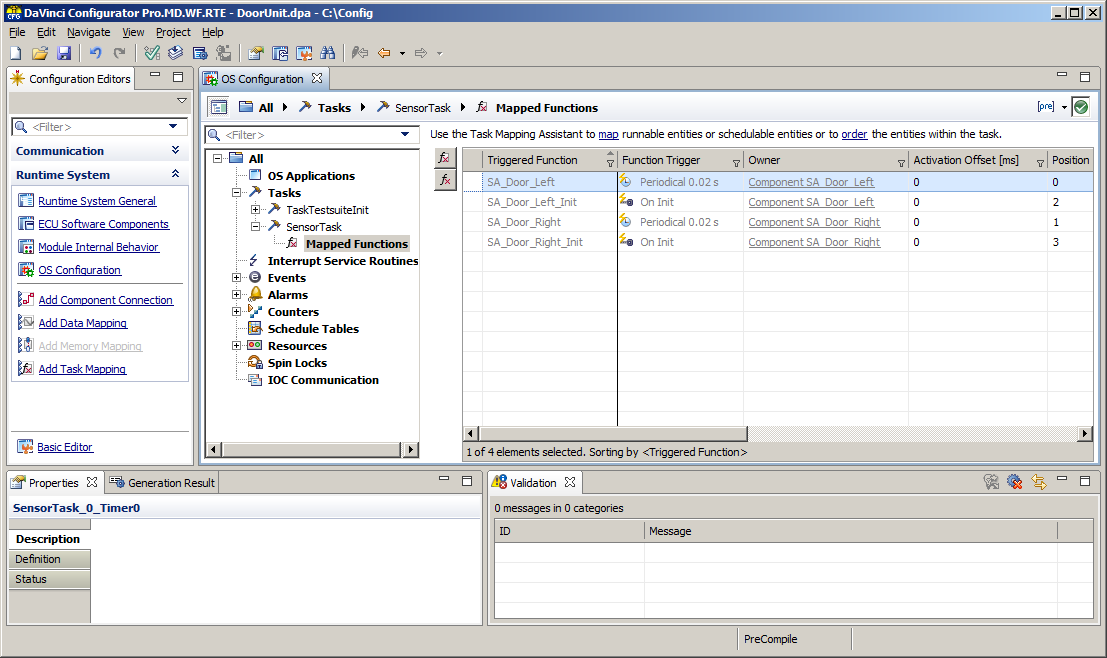 DaVinci Configurator Pro.MD.WF.RTE - DoorUnit.dpa - C:\Config
File Edit Navigate View Project Help
Configuration Editors
<Filter>
Communication
Runtime System
Runtime System General
ECU Software Components
Module Internal Behavior
OS Configuration
Add Component Connection
Add Data Mapping
Add Memory Mapping
Add Task Mapping
Basic Editor
OS Configuration
All Tasks SensorTask Mapped Functions
[pre]
<Filter>
All
OS Applications
Tasks
TaskTestsuiteInit
SensorTask
Mapped Functions
Interrupt Service Routines
Events
Alarms
Counters
Schedule Tables
Resources
Spin Locks
IOC Communication
Use the Task Mapping Assistant to map runnable entities or schedulable entities or to order the entities within the task.
Triggered Function Function Trigger Owner Activation Offset [ms] Position
SA_Door_Left Periodical 0.02 s Component SA_Door_Left 0 0
SA_Door_Left_Init On Init Component SA_Door_Left 0 2
SA_Door_Right Periodical 0.02 s Component SA_Door_Right 0 1
SA_Door_Right_Init On Init Component SA_Door_Right 0 3
1 of 4 elements selected. Sorting by <Triggered Function>
Properties Generation Result
SensorTask_0_Timer0
Description
Definition
Status
Validation
0 messages in 0 categories
ID Message
PreCompile